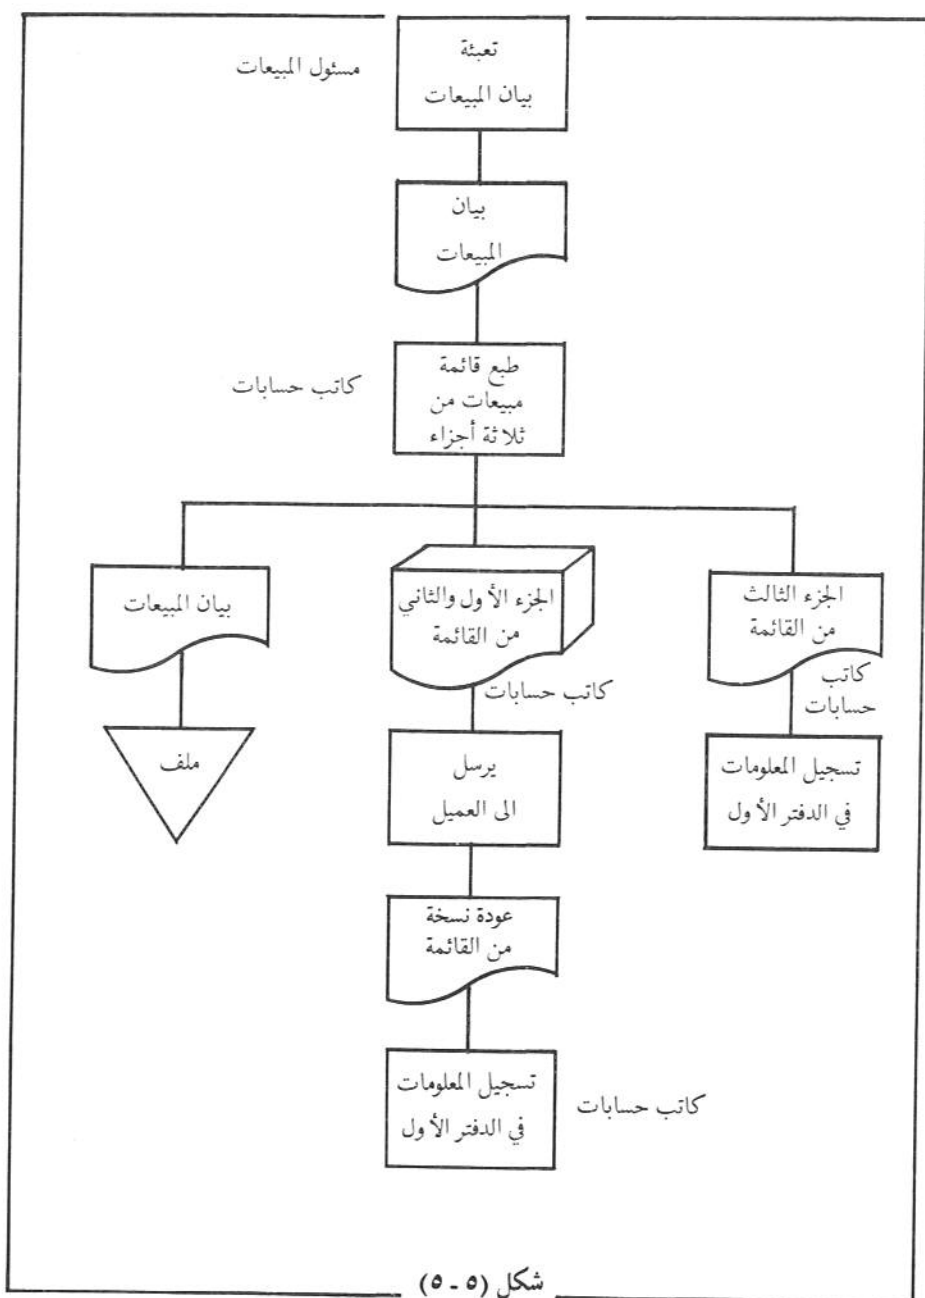 تعبئة
بيان المبيعات
مسئول المبيعات
بيان
المبيعات
طبع قائمة
مبيعات من
ثلاثة أجزاء
كاتب حسابات
الجزء الثالث
من القائمة
كاتب
حسابات
تسجيل المعلومات
في الدفتر الأول
الجزء الأول والثاني
من القائمة
كاتب حسابات
يرسل
الى العميل
عودة نسخة
من القائمة
تسجيل المعلومات
في الدفتر الأول
كاتب حسابات
بيان المبيعات
ملف
شكل (٥ - ٥)